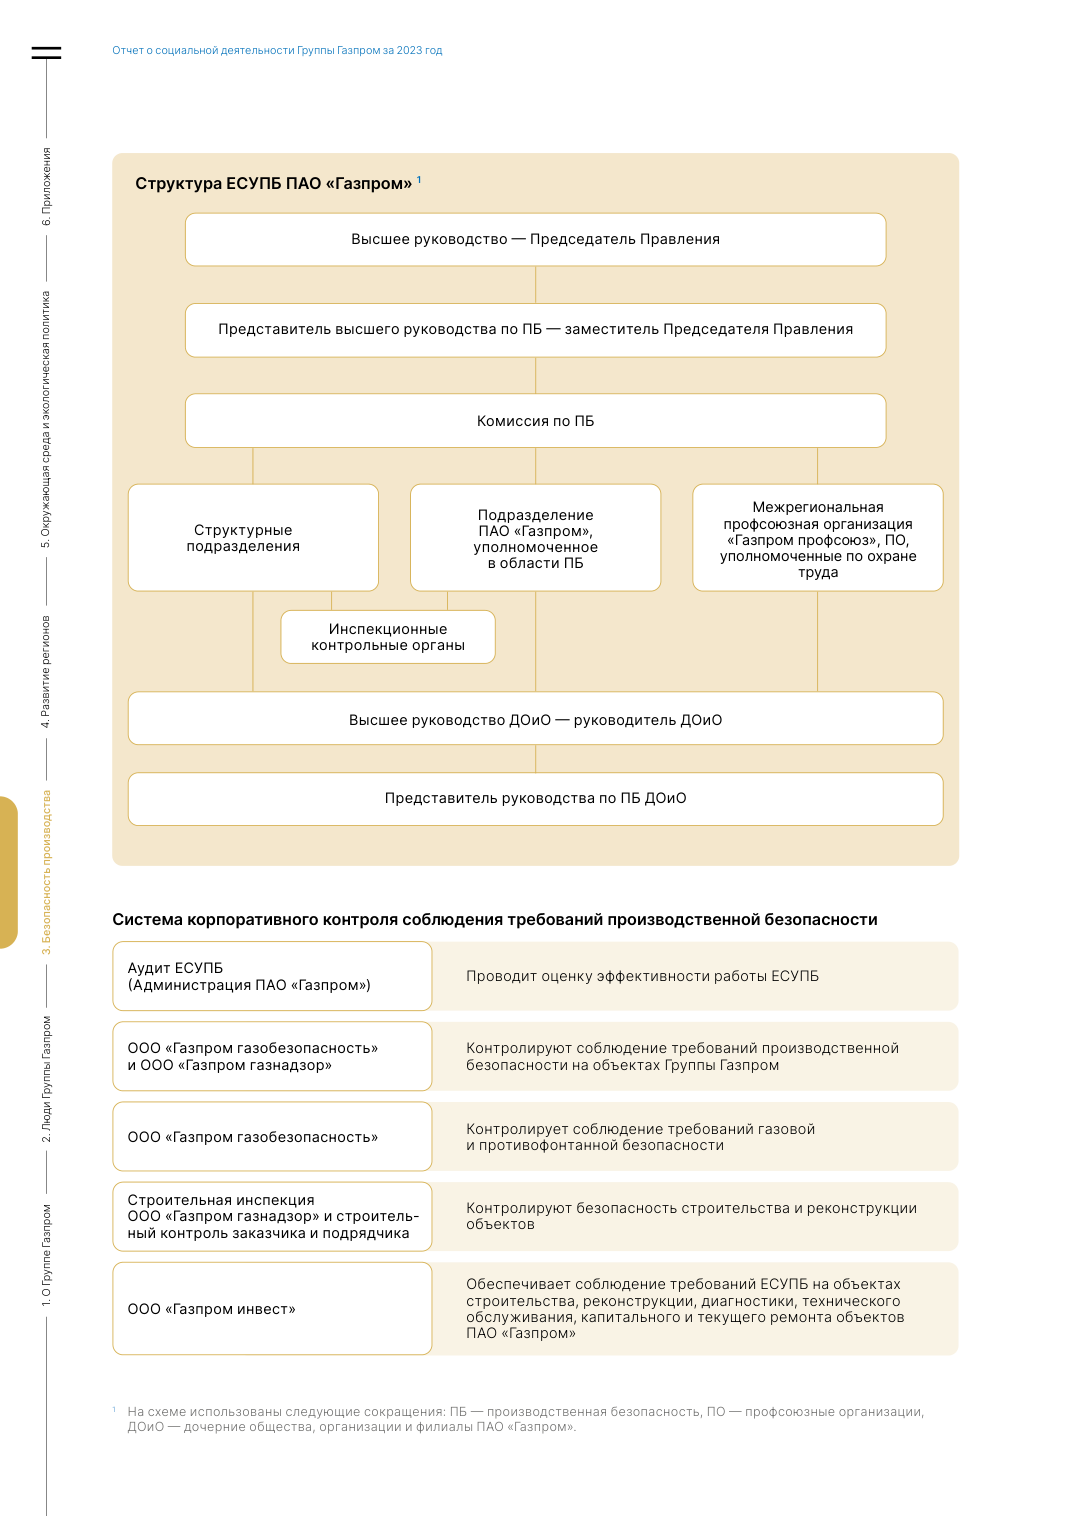 Отчет о социальной деятельности Группы Газпром за 2023 год
6. Приложения
5. Окружающая среда и экологическая политика
4. Развитие регионов
3. Безопасность производства
2. Люди Группы Газпром
1. О Группе Газпром
Структура ЕСУПБ ПАО «Газпром» 1
Высшее руководство — Председатель Правления
Представитель высшего руководства по ПБ — заместитель Председателя Правления
Комиссия по ПБ
Структурные
подразделения
Подразделение
ПАО «Газпром»,
уполномоченное
в области ПБ
Межрегиональная
профсоюзная организация
«Газпром профсоюз», ПО,
уполномоченные по охране
труда
Инспекционные
контрольные органы
Высшее руководство ДОиО — руководитель ДОиО
Представитель руководства по ПБ ДОиО
Система корпоративного контроля соблюдения требований производственной безопасности
Аудит ЕСУПБ
(Администрация ПАО «Газпром»)
Проводит оценку эффективности работы ЕСУПБ
ООО «Газпром газобезопасность»
и ООО «Газпром газнадзор»
Контролируют соблюдение требований производственной
безопасности на объектах Группы Газпром
ООО «Газпром газобезопасность»
Контролирует соблюдение требований газовой
и противофонтанной безопасности
Строительная инспекция
ООО «Газпром газнадзор» и строитель-
ный контроль заказчика и подрядчика
Контролируют безопасность строительства и реконструкции
объектов
ООО «Газпром инвест»
Обеспечивает соблюдение требований ЕСУПБ на объектах
строительства, реконструкции, диагностики, технического
обслуживания, капитального и текущего ремонта объектов
ПАО «Газпром»
1 На схеме использованы следующие сокращения: ПБ — производственная безопасность, ПО — профсоюзные организации,
ДОиО — дочерние общества, организации и филиалы ПАО «Газпром».